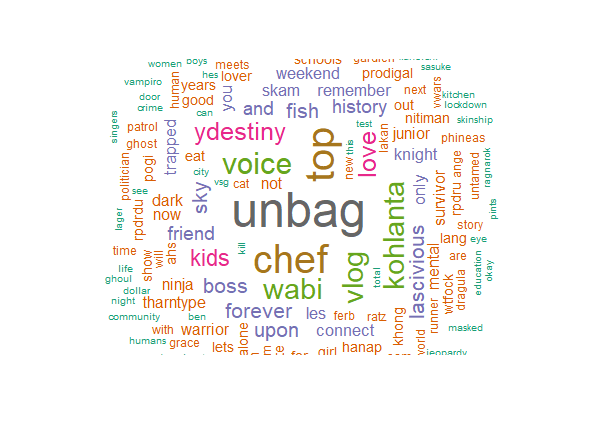 women boys hes meets schools sasuke
vampiro human years lover weekend prodigal kitchen
door good you skam remember next vwars lockdown
crime can and fish history out nitiman skinship
singers patrol trapped ydestiny top test this love lakan junior phineas
ghost pogi eat voice new knight ange untamed ragnarok
politician city vsg cat not only survivor rpdru
see dark sky unbag kohlanta story pints
lager rpdrdu now friend lascivious lang eye
time show will ahs kids kill chef vlog total mental are education okay
life ghoul ninja boss wabi wtfock dragula
dollar night tharntype forever les ferb ratz khong runner
community ben upon connect masked
humans with warrior alone
grace lets girl hanap jeopardy